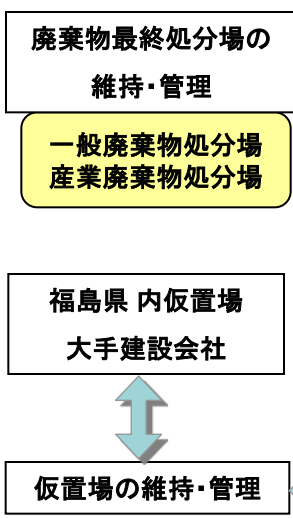 廃棄物最終処分場の
維持・管理
一般廃棄物処分場
産業廃棄物処分場
福島県 内仮置場
大手建設会社
仮置場の維持・管理